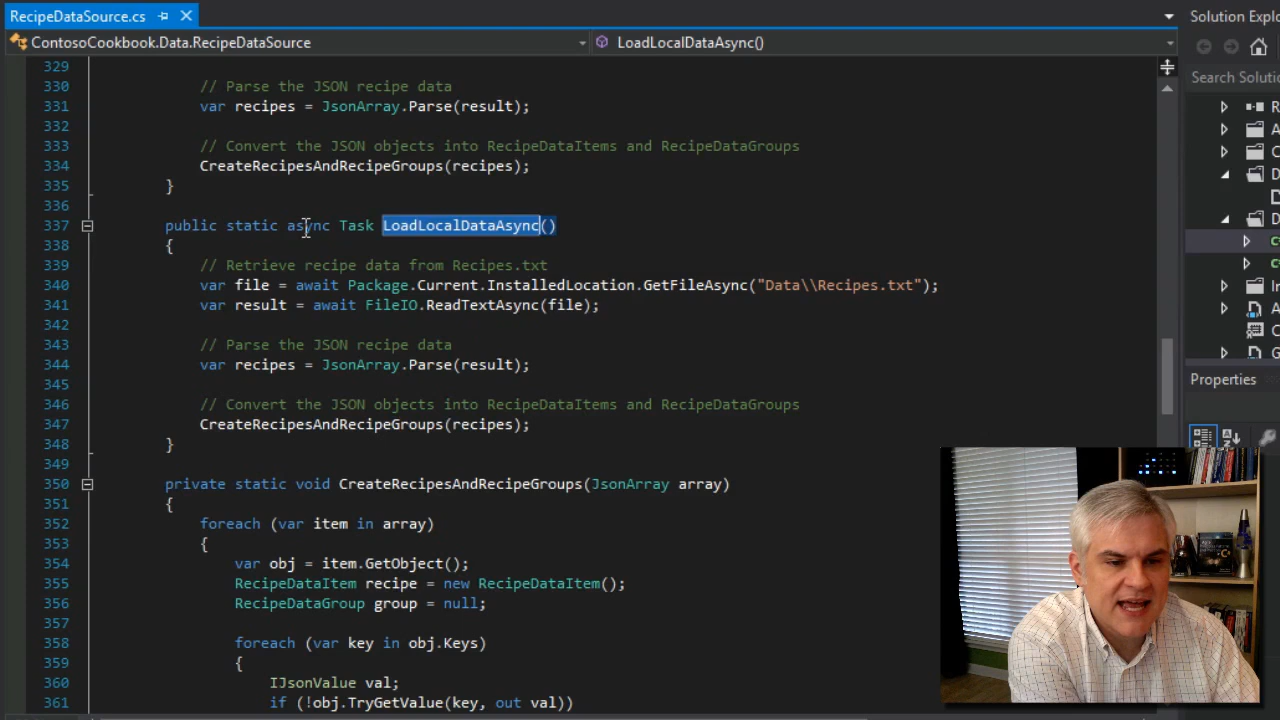 RecipeDataSource.cs
ContosoCookbook.Data.RecipeDataSource
LoadLocalDataAsync()
Solution Explo
Search Soluti
329
330 // Parse the JSON recipe data
331 var recipes = JsonArray.Parse(result);
332
333 // Convert the JSON objects into RecipeDataItems and RecipeDataGroups
334 CreateRecipesAndRecipeGroups(recipes);
335 }
336
337 public static async Task LoadLocalDataAsync()
338 {
339 // Retrieve recipe data from Recipes.txt
340 var file = await Package.Current.InstalledLocation.GetFileAsync("Data\\Recipes.txt");
341 var result = await FileIO.ReadTextAsync(file);
342
343 // Parse the JSON recipe data
344 var recipes = JsonArray.Parse(result);
345
346 // Convert the JSON objects into RecipeDataItems and RecipeDataGroups
347 CreateRecipesAndRecipeGroups(recipes);
348 }
349
350 private static void CreateRecipesAndRecipeGroups(JsonArray array)
351 {
352 foreach (var item in array)
353 {
354 var obj = item.GetObject();
355 RecipeDataItem recipe = new RecipeDataItem();
356 RecipeDataGroup group = null;
357
358 foreach (var key in obj.Keys)
359 {
360 IJsonValue val;
361 if (!obj.TryGetValue(key, out val))
R
A
C
D
D
In
A
C
G
Properties